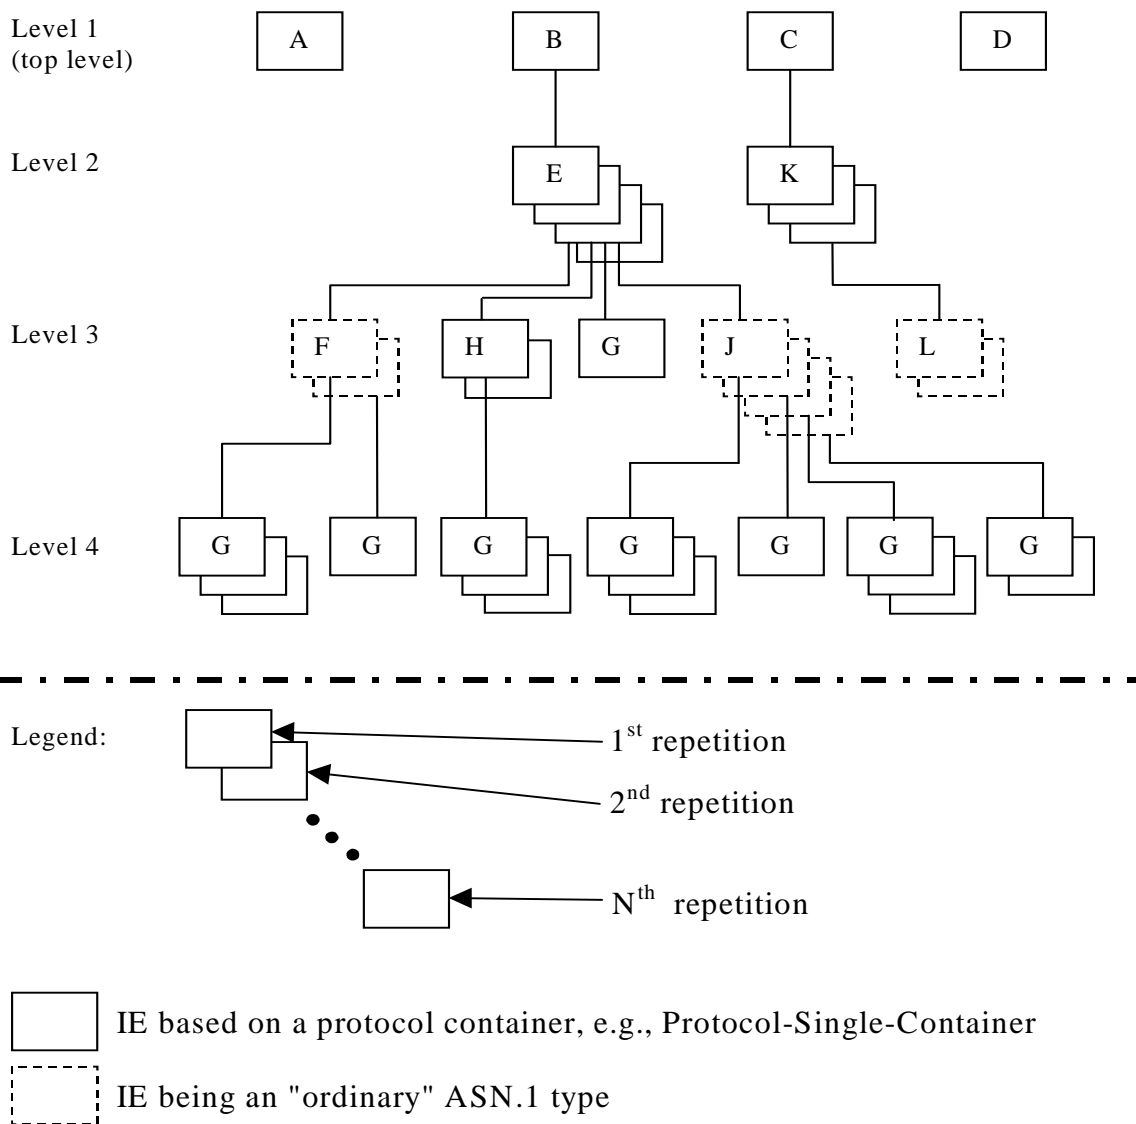 Level 1
(top level)
A B C D
Level 2
E K
Level 3
F H G J L
Level 4
G G G G G G G
Legend:
1st repetition
2nd repetition
Nth repetition
IE based on a protocol container, e.g., Protocol-Single-Container
IE being an "ordinary" ASN.1 type